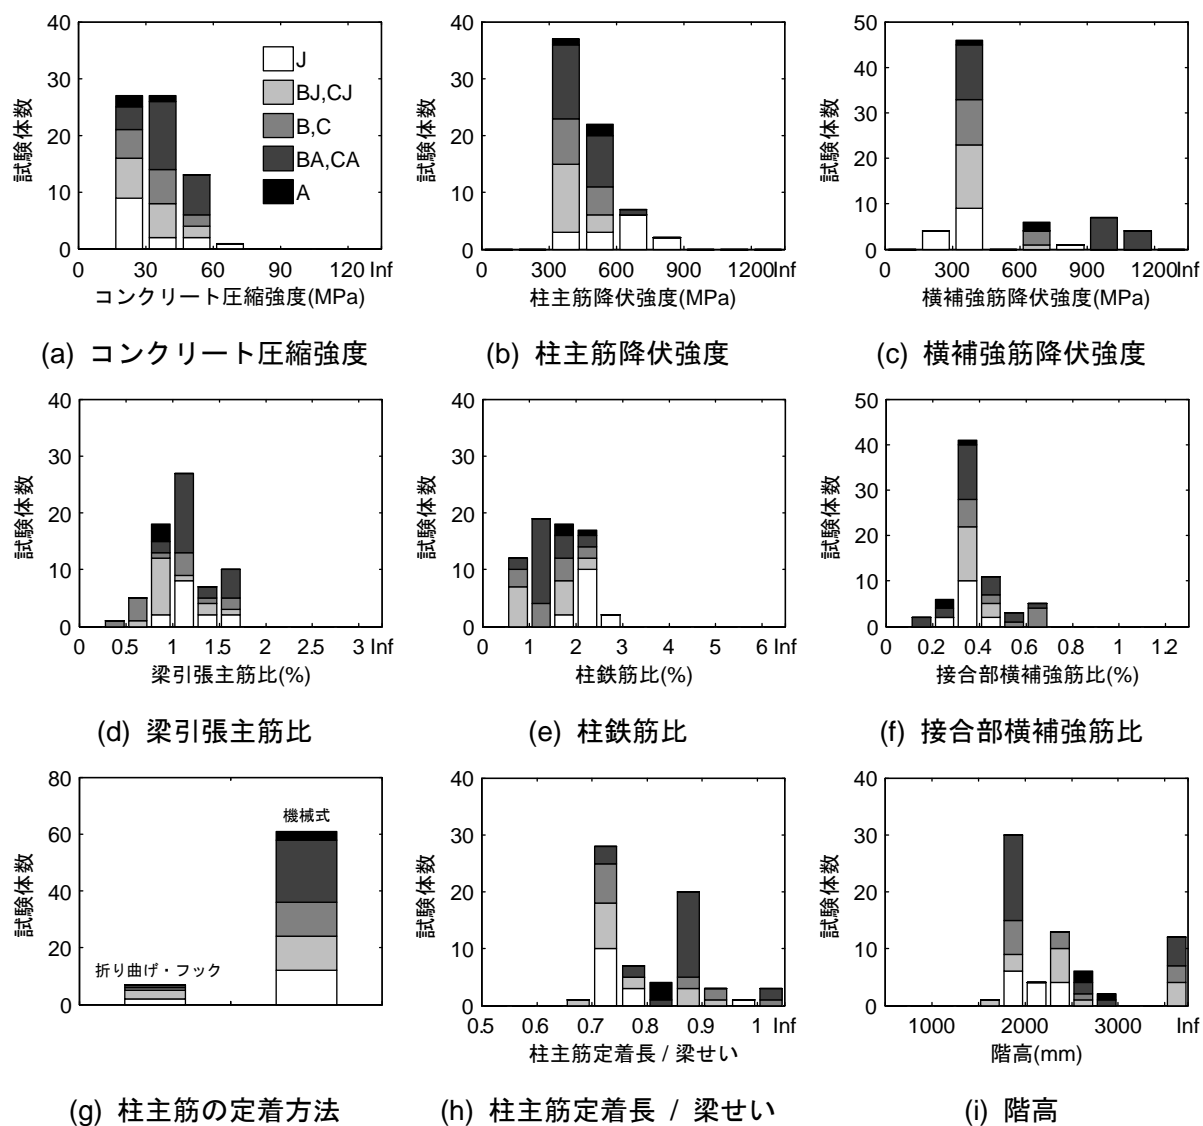 40
30
20
10
0
試験体数
J
BJ,CJ
B,C
BA,CA
A
0 30 60 90 120 Inf
コンクリート圧縮強度(MPa)
(a) コンクリート圧縮強度
40
30
20
10
0
試験体数
0 300 600 900 1200 Inf
柱主筋降伏強度(MPa)
(b) 柱主筋降伏強度
50
40
30
20
10
0
試験体数
0 300 600 900 1200 Inf
横補強筋降伏強度(MPa)
(c) 横補強筋降伏強度
40
30
20
10
0
試験体数
0 0.5 1 1.5 2 2.5 3 Inf
梁引張主筋比(%)
(d) 梁引張主筋比
40
30
20
10
0
試験体数
0 1 2 3 4 5 6 Inf
柱鉄筋比(%)
(e) 柱鉄筋比
50
40
30
20
10
0
試験体数
0 0.2 0.4 0.6 0.8 1 1.2
接合部横補強筋比(%)
(f) 接合部横補強筋比
80
60
40
20
0
試験体数
折り曲げ・フック
機械式
(g) 柱主筋の定着方法
40
30
20
10
0
試験体数
0.5 0.6 0.7 0.8 0.9 1 Inf
柱主筋定着長 / 梁せい
(h) 柱主筋定着長 / 梁せい
40
30
20
10
0
試験体数
1000 2000 3000 Inf
階高(mm)
(i) 階高